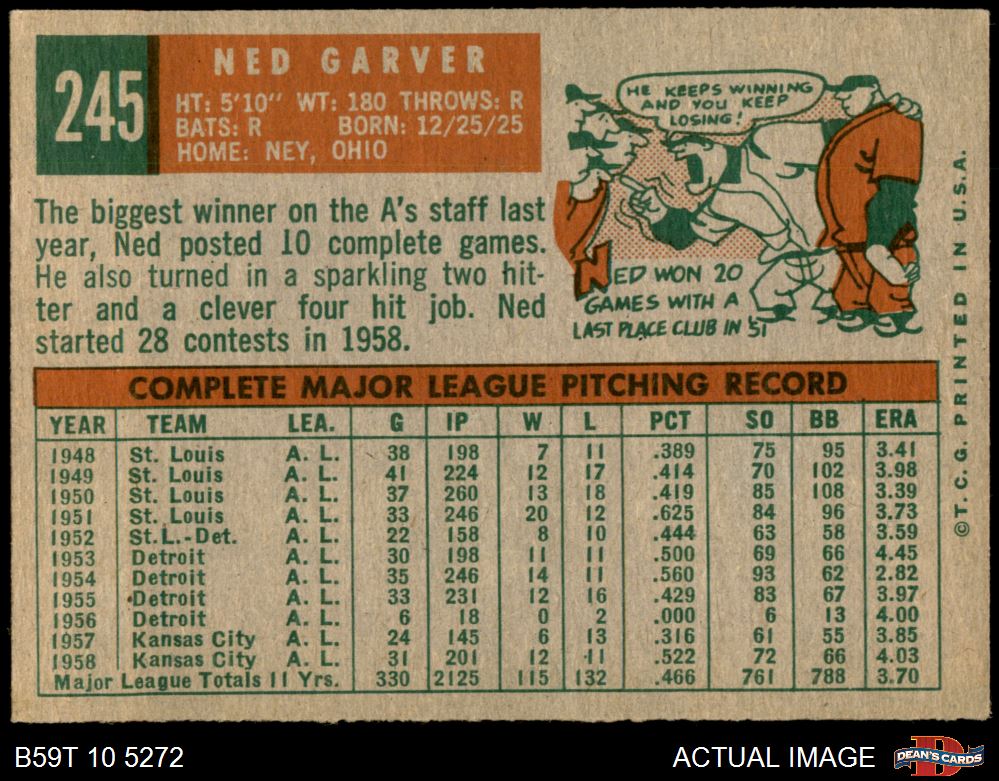 245
NED GARVER
HT: 5'10" WT: 180 THROWS: R
BATS: R BORN: 12/25/25
HOME: NEY, OHIO
The biggest winner on the A's staff last
year, Ned posted 10 complete games.
He also turned in a sparkling two hit-
ter and a clever four hit job. Ned
started 28 contests in 1958.
HE KEEPS WINNING
AND YOU KEEP
LOSING!
NED WON 20
GAMES WITH A
LAST PLACE CLUB IN '51
COMPLETE MAJOR LEAGUE PITCHING RECORD
YEAR TEAM LEA. G IP W L PCT SO BB ERA
1948 St. Louis A. L. 38 198 7 11 .389 75 95 3.41
1949 St. Louis A. L. 41 224 12 17 .414 70 102 3.98
1950 St. Louis A. L. 37 260 13 18 .419 85 108 3.39
1951 St. Louis A. L. 33 246 20 12 .625 84 96 3.73
1952 St.L.-Det. A. L. 22 158 8 10 .444 63 58 3.59
1953 Detroit A. L. 30 198 11 11 .500 69 66 4.45
1954 Detroit A. L. 35 246 14 11 .560 93 62 2.82
1955 Detroit A. L. 33 231 12 16 .429 83 67 3.97
1956 Detroit A. L. 6 18 0 2 .000 6 13 4.00
1957 Kansas City A. L. 24 145 6 13 .316 61 55 3.85
1958 Kansas City A. L. 31 201 12 11 .522 72 66 4.03
Major League Totals 11 Yrs. 330 2125 115 132 .466 761 788 3.70
©T.C.G. PRINTED IN U.S.A.
B59T 10 5272
ACTUAL IMAGE
D
DEAN'S CARDS